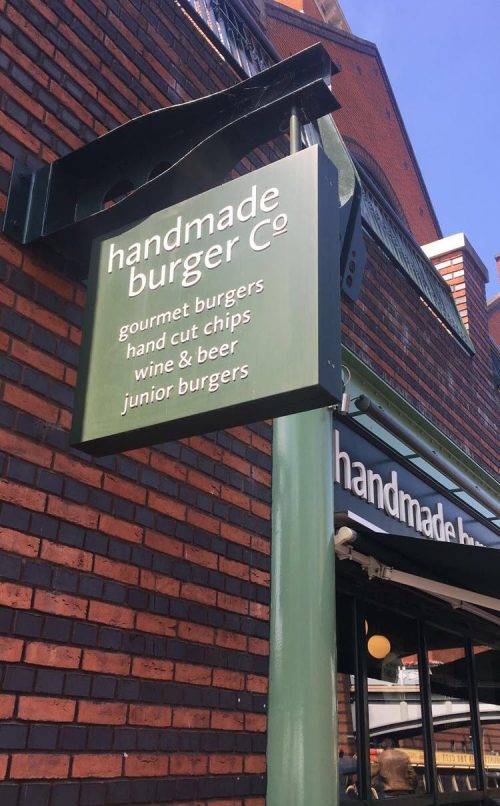 handmade
burger Cº
gourmet burgers
hand cut chips
wine & beer
junior burgers
handmade